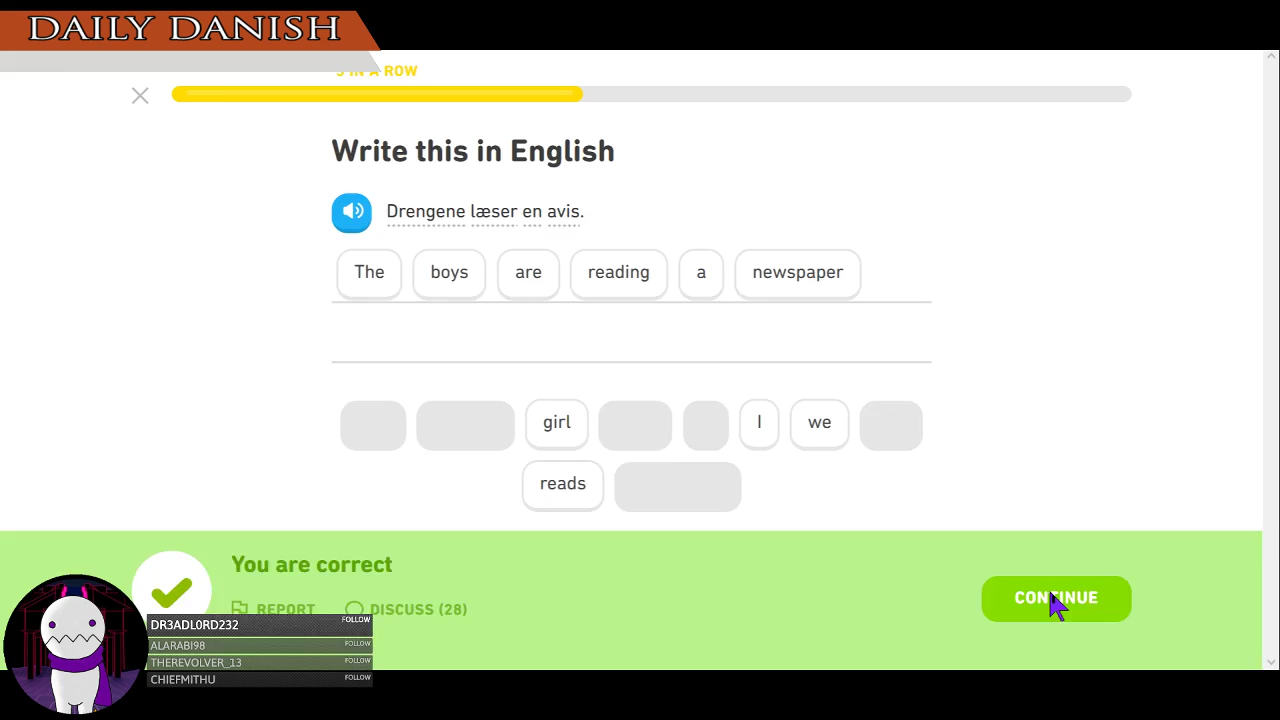 DAILY DANISH
5 IN A ROW
Write this in English
Drengene læser en avis.
The boys are reading a newspaper
girl I we
reads
You are correct
REPORT DISCUSS (28)
CONTINUE
DR3ADL0RD232 FOLLOW
ALARABI98 FOLLOW
THEREVOLVER_13 FOLLOW
CHIEFMITHU FOLLOW